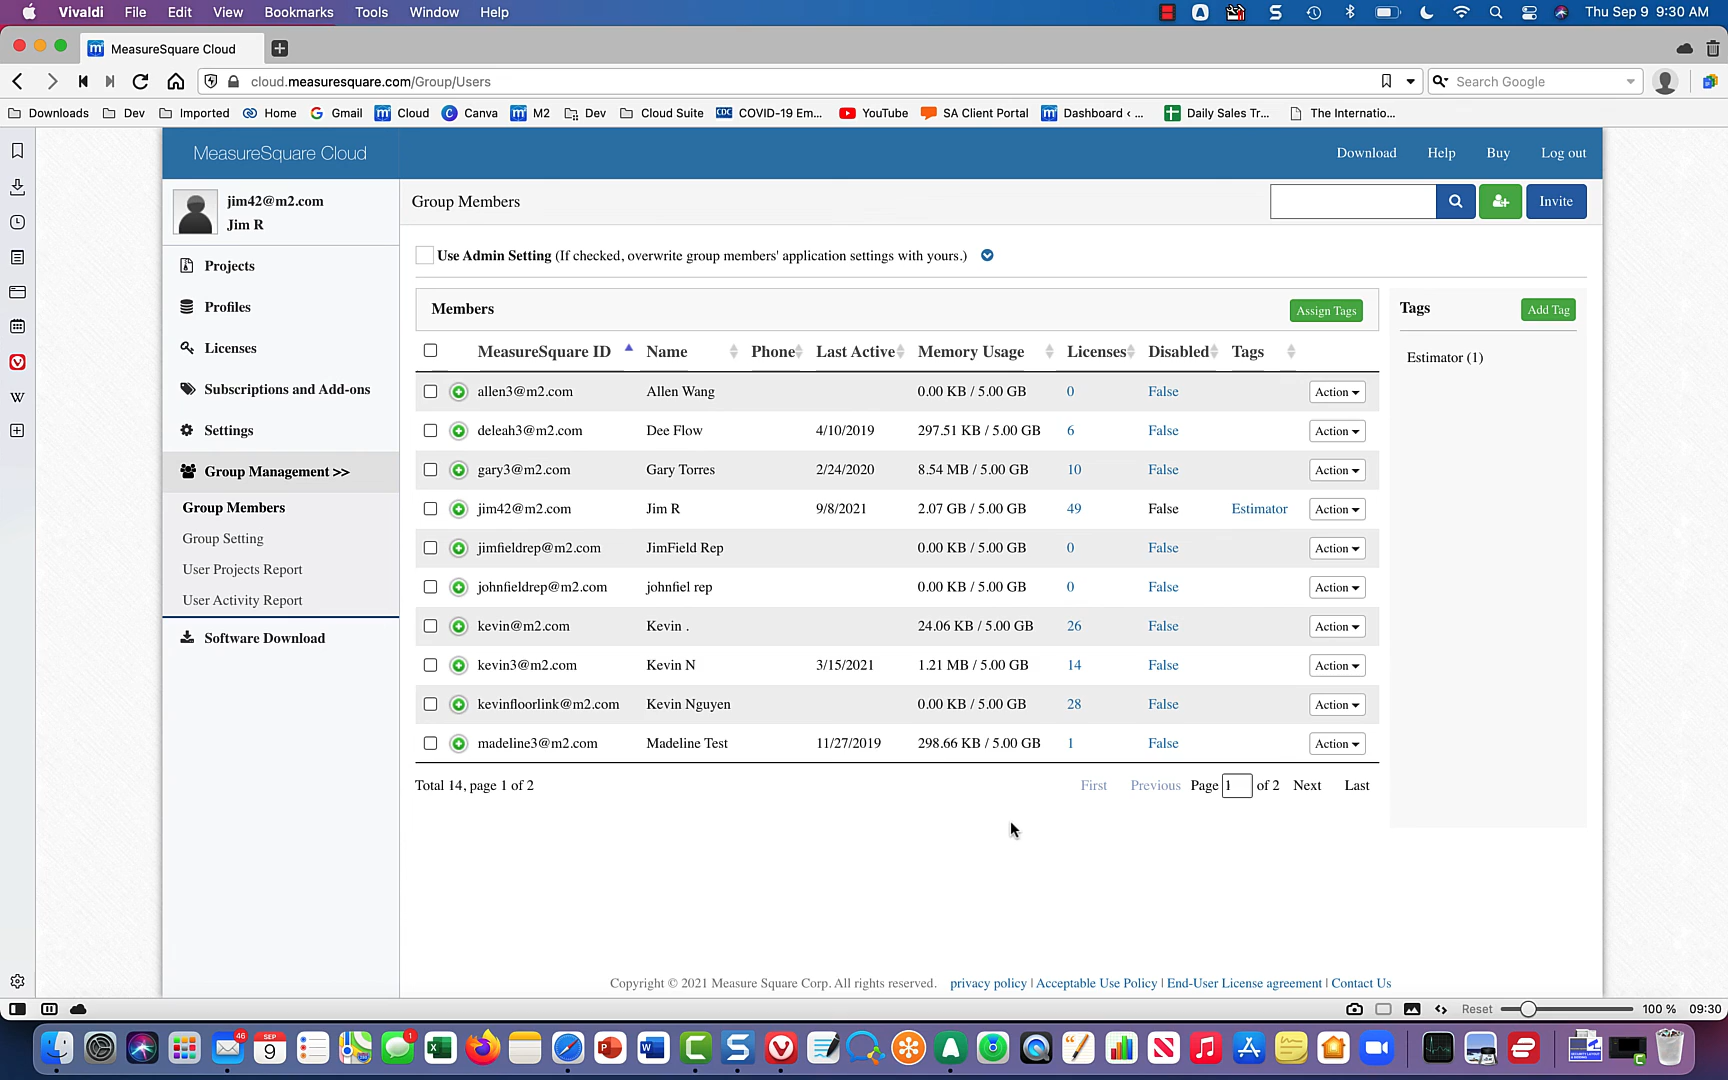 Vivaldi File Edit View Bookmarks Tools Window Help Thu Sep 9 9:30 AM
MeasureSquare Cloud
cloud.measuresquare.com/Group/Users Search Google
Downloads Dev Imported Home Gmail Cloud Canva M2 Dev Cloud Suite COVID-19 Em... YouTube SA Client Portal Dashboard ‹ ... Daily Sales Tr... The Internatio...
MeasureSquare Cloud Download Help Buy Log out
jim42@m2.com
Jim R
Projects
Profiles
Licenses
Subscriptions and Add-ons
Settings
Group Management >>
Group Members
Group Setting
User Projects Report
User Activity Report
Software Download
Group Members Invite
Use Admin Setting (If checked, overwrite group members' application settings with yours.)
Members Assign Tags
MeasureSquare ID Name Phone Last Active Memory Usage Licenses Disabled Tags
allen3@m2.com Allen Wang 0.00 KB / 5.00 GB 0 False Action
deleah3@m2.com Dee Flow 4/10/2019 297.51 KB / 5.00 GB 6 False Action
gary3@m2.com Gary Torres 2/24/2020 8.54 MB / 5.00 GB 10 False Action
jim42@m2.com Jim R 9/8/2021 2.07 GB / 5.00 GB 49 False Estimator Action
jimfieldrep@m2.com JimField Rep 0.00 KB / 5.00 GB 0 False Action
johnfieldrep@m2.com johnfiel rep 0.00 KB / 5.00 GB 0 False Action
kevin@m2.com Kevin . 24.06 KB / 5.00 GB 26 False Action
kevin3@m2.com Kevin N 3/15/2021 1.21 MB / 5.00 GB 14 False Action
kevinfloorlink@m2.com Kevin Nguyen 0.00 KB / 5.00 GB 28 False Action
madeline3@m2.com Madeline Test 11/27/2019 298.66 KB / 5.00 GB 1 False Action
Total 14, page 1 of 2 First Previous Page 1 of 2 Next Last
Tags Add Tag
Estimator (1)
Copyright © 2021 Measure Square Corp. All rights reserved. privacy policy | Acceptable Use Policy | End-User License agreement | Contact Us
Reset 100 % 09:30
46
SEP
9
1